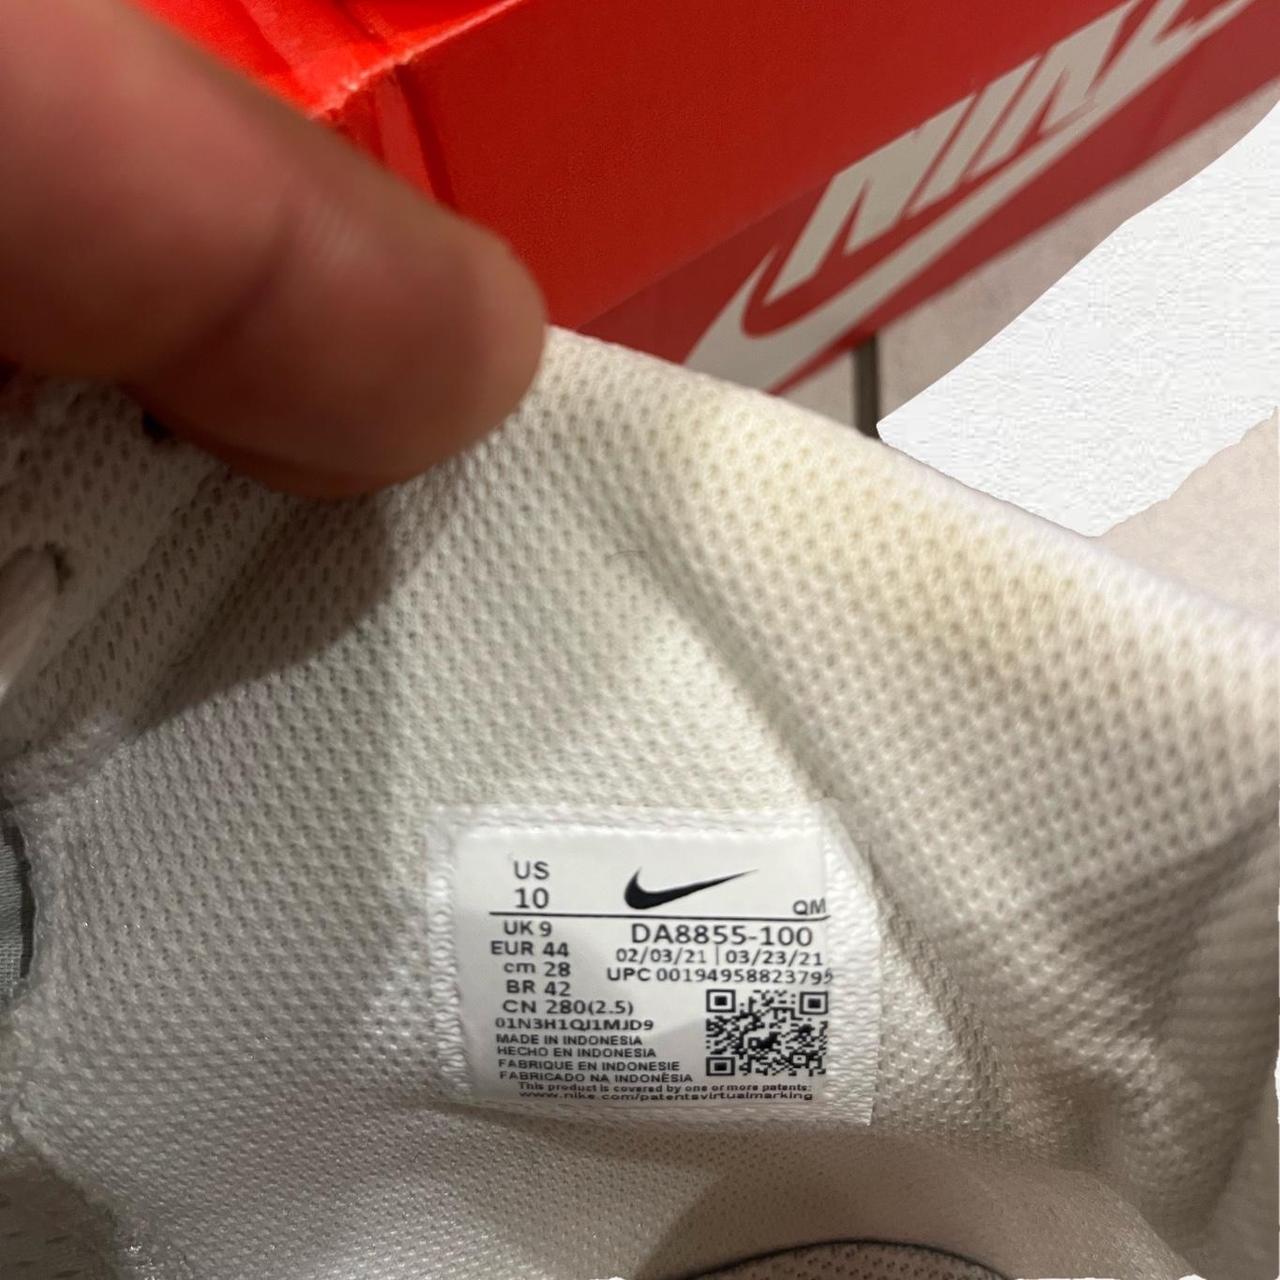 NIKE
US
10
QM
UK 9
DA8855-100
EUR 44
02/03/21 | 03/23/21
cm 28
UPC 00194958823795
BR 42
CN 280(2.5)
01N3H1QJ1MJD9
MADE IN INDONESIA
HECHO EN INDONESIA
FABRIQUE EN INDONESIE
FABRICADO NA INDONÉSIA
This product is covered by one or more patents:
www.nike.com/patentsvirtualmarking